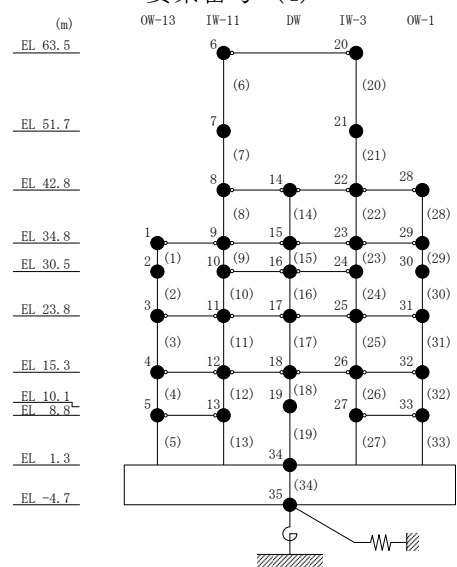 (m) OW-13 IW-11 DW IW-3 OW-1
EL 63.5 6 20
(6) (20)
EL 51.7 7 21
(7) (21)
EL 42.8 8 14 22 28
(8) (14) (22) (28)
EL 34.8 1 9 15 23 29
(1) (9) (15) (23) (29)
EL 30.5 2 10 16 24 30
(2) (10) (16) (24) (30)
EL 23.8 3 11 17 25 31
(3) (11) (17) (25) (31)
EL 15.3 4 12 18 26 32
(4) (12) (18) (26) (32)
EL 10.1 19
EL 8.8 5 13 27 33
(5) (13) (19) (27) (33)
EL 1.3 34
(34)
EL -4.7 35